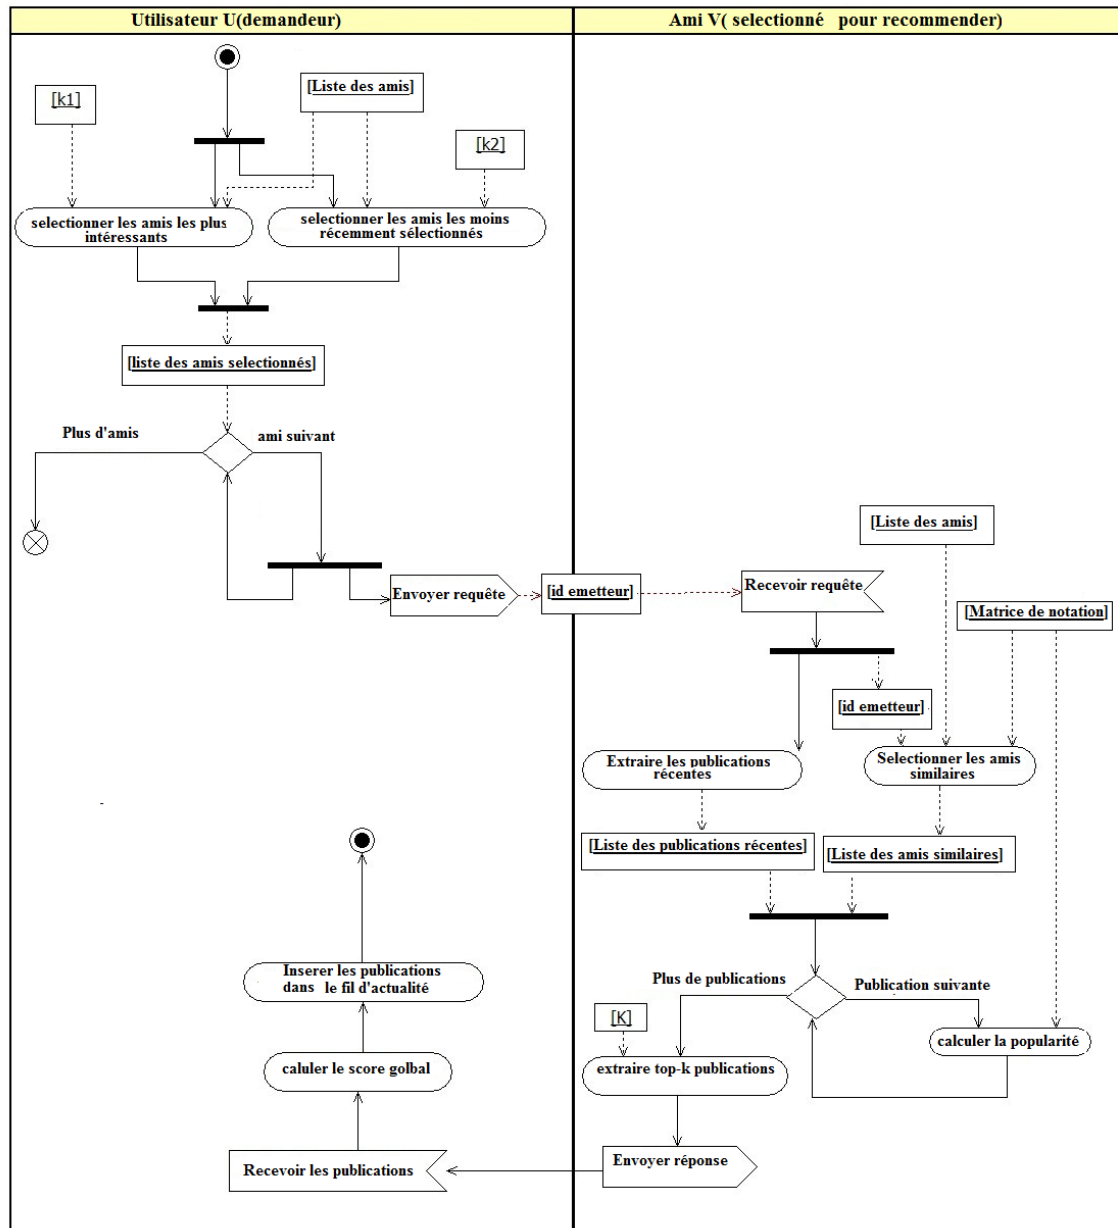 Utilisateur U(demandeur)
Ami V( selectionné pour recommender)
[k1]
[Liste des amis]
[k2]
selectionner les amis les plus
intéressants
selectionner les amis les moins
récemment sélectionnés
[liste des amis selectionnés]
Plus d'amis
ami suivant
Envoyer requête
[id emetteur]
Recevoir requête
[Liste des amis]
[Matrice de notation]
[id emetteur]
Extraire les publications
récentes
Selectionner les amis
similaires
[Liste des publications récentes]
[Liste des amis similaires]
Plus de publications
Publication suivante
[K]
calculer la popularité
extraire top-k publications
Envoyer réponse
Recevoir les publications
caluler le score golbal
Inserer les publications
dans le fil d'actualité